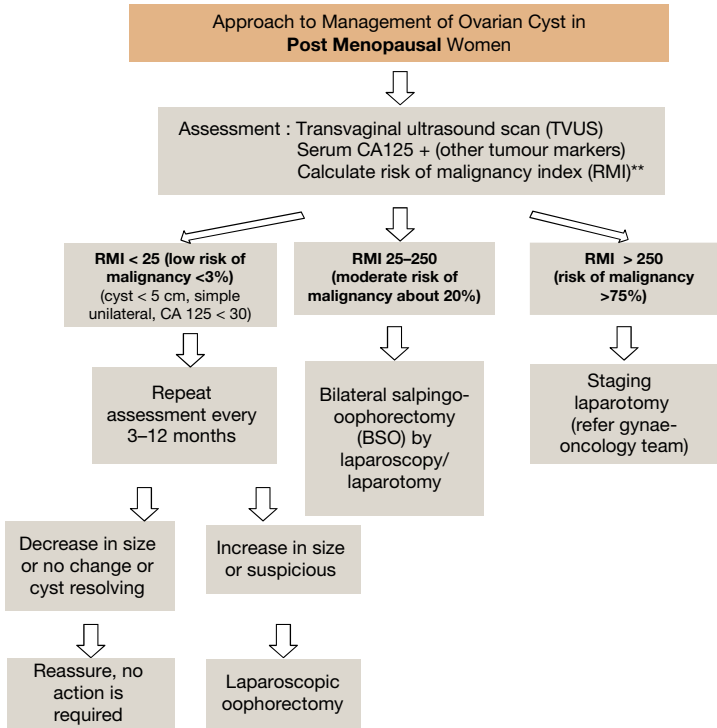 Approach to Management of Ovarian Cyst in
Post Menopausal Women
Assessment : Transvaginal ultrasound scan (TVUS)
Serum CA125 + (other tumour markers)
Calculate risk of malignancy index (RMI)**
RMI < 25 (low risk of
malignancy <3%)
(cyst < 5 cm, simple
unilateral, CA 125 < 30)
RMI 25–250
(moderate risk of
malignancy about 20%)
RMI > 250
(risk of malignancy
>75%)
Repeat
assessment every
3–12 months
Bilateral salpingo-
oophorectomy
(BSO) by
laparoscopy/
laparotomy
Staging
laparotomy
(refer gynae-
oncology team)
Decrease in size
or no change or
cyst resolving
Increase in size
or suspicious
Reassure, no
action is
required
Laparoscopic
oophorectomy